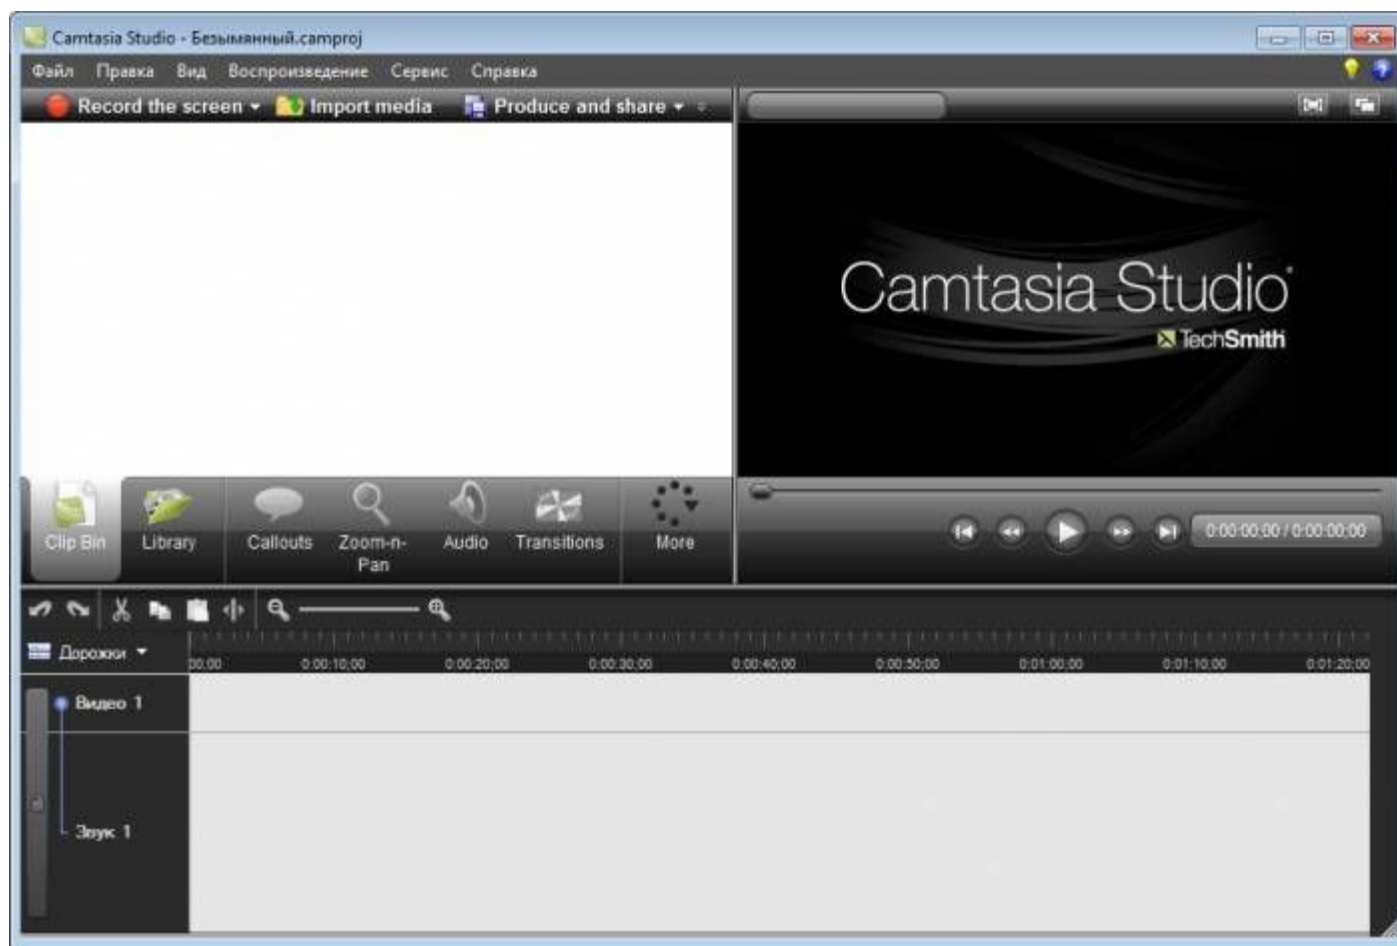 Camtasia Studio - Безымянный.camproj
Файл Правка Вид Воспроизведение Сервис Справка
Record the screen Import media Produce and share
Camtasia Studio
TechSmith
Clip Bin Library Callouts Zoom-n-Pan Audio Transitions More
0:00:00;00 / 0:00:00;00
Дорожки
00;00 0:00:10;00 0:00:20;00 0:00:30;00 0:00:40;00 0:00:50;00 0:01:00;00 0:01:10;00 0:01:20;00
Видео 1
Звук 1